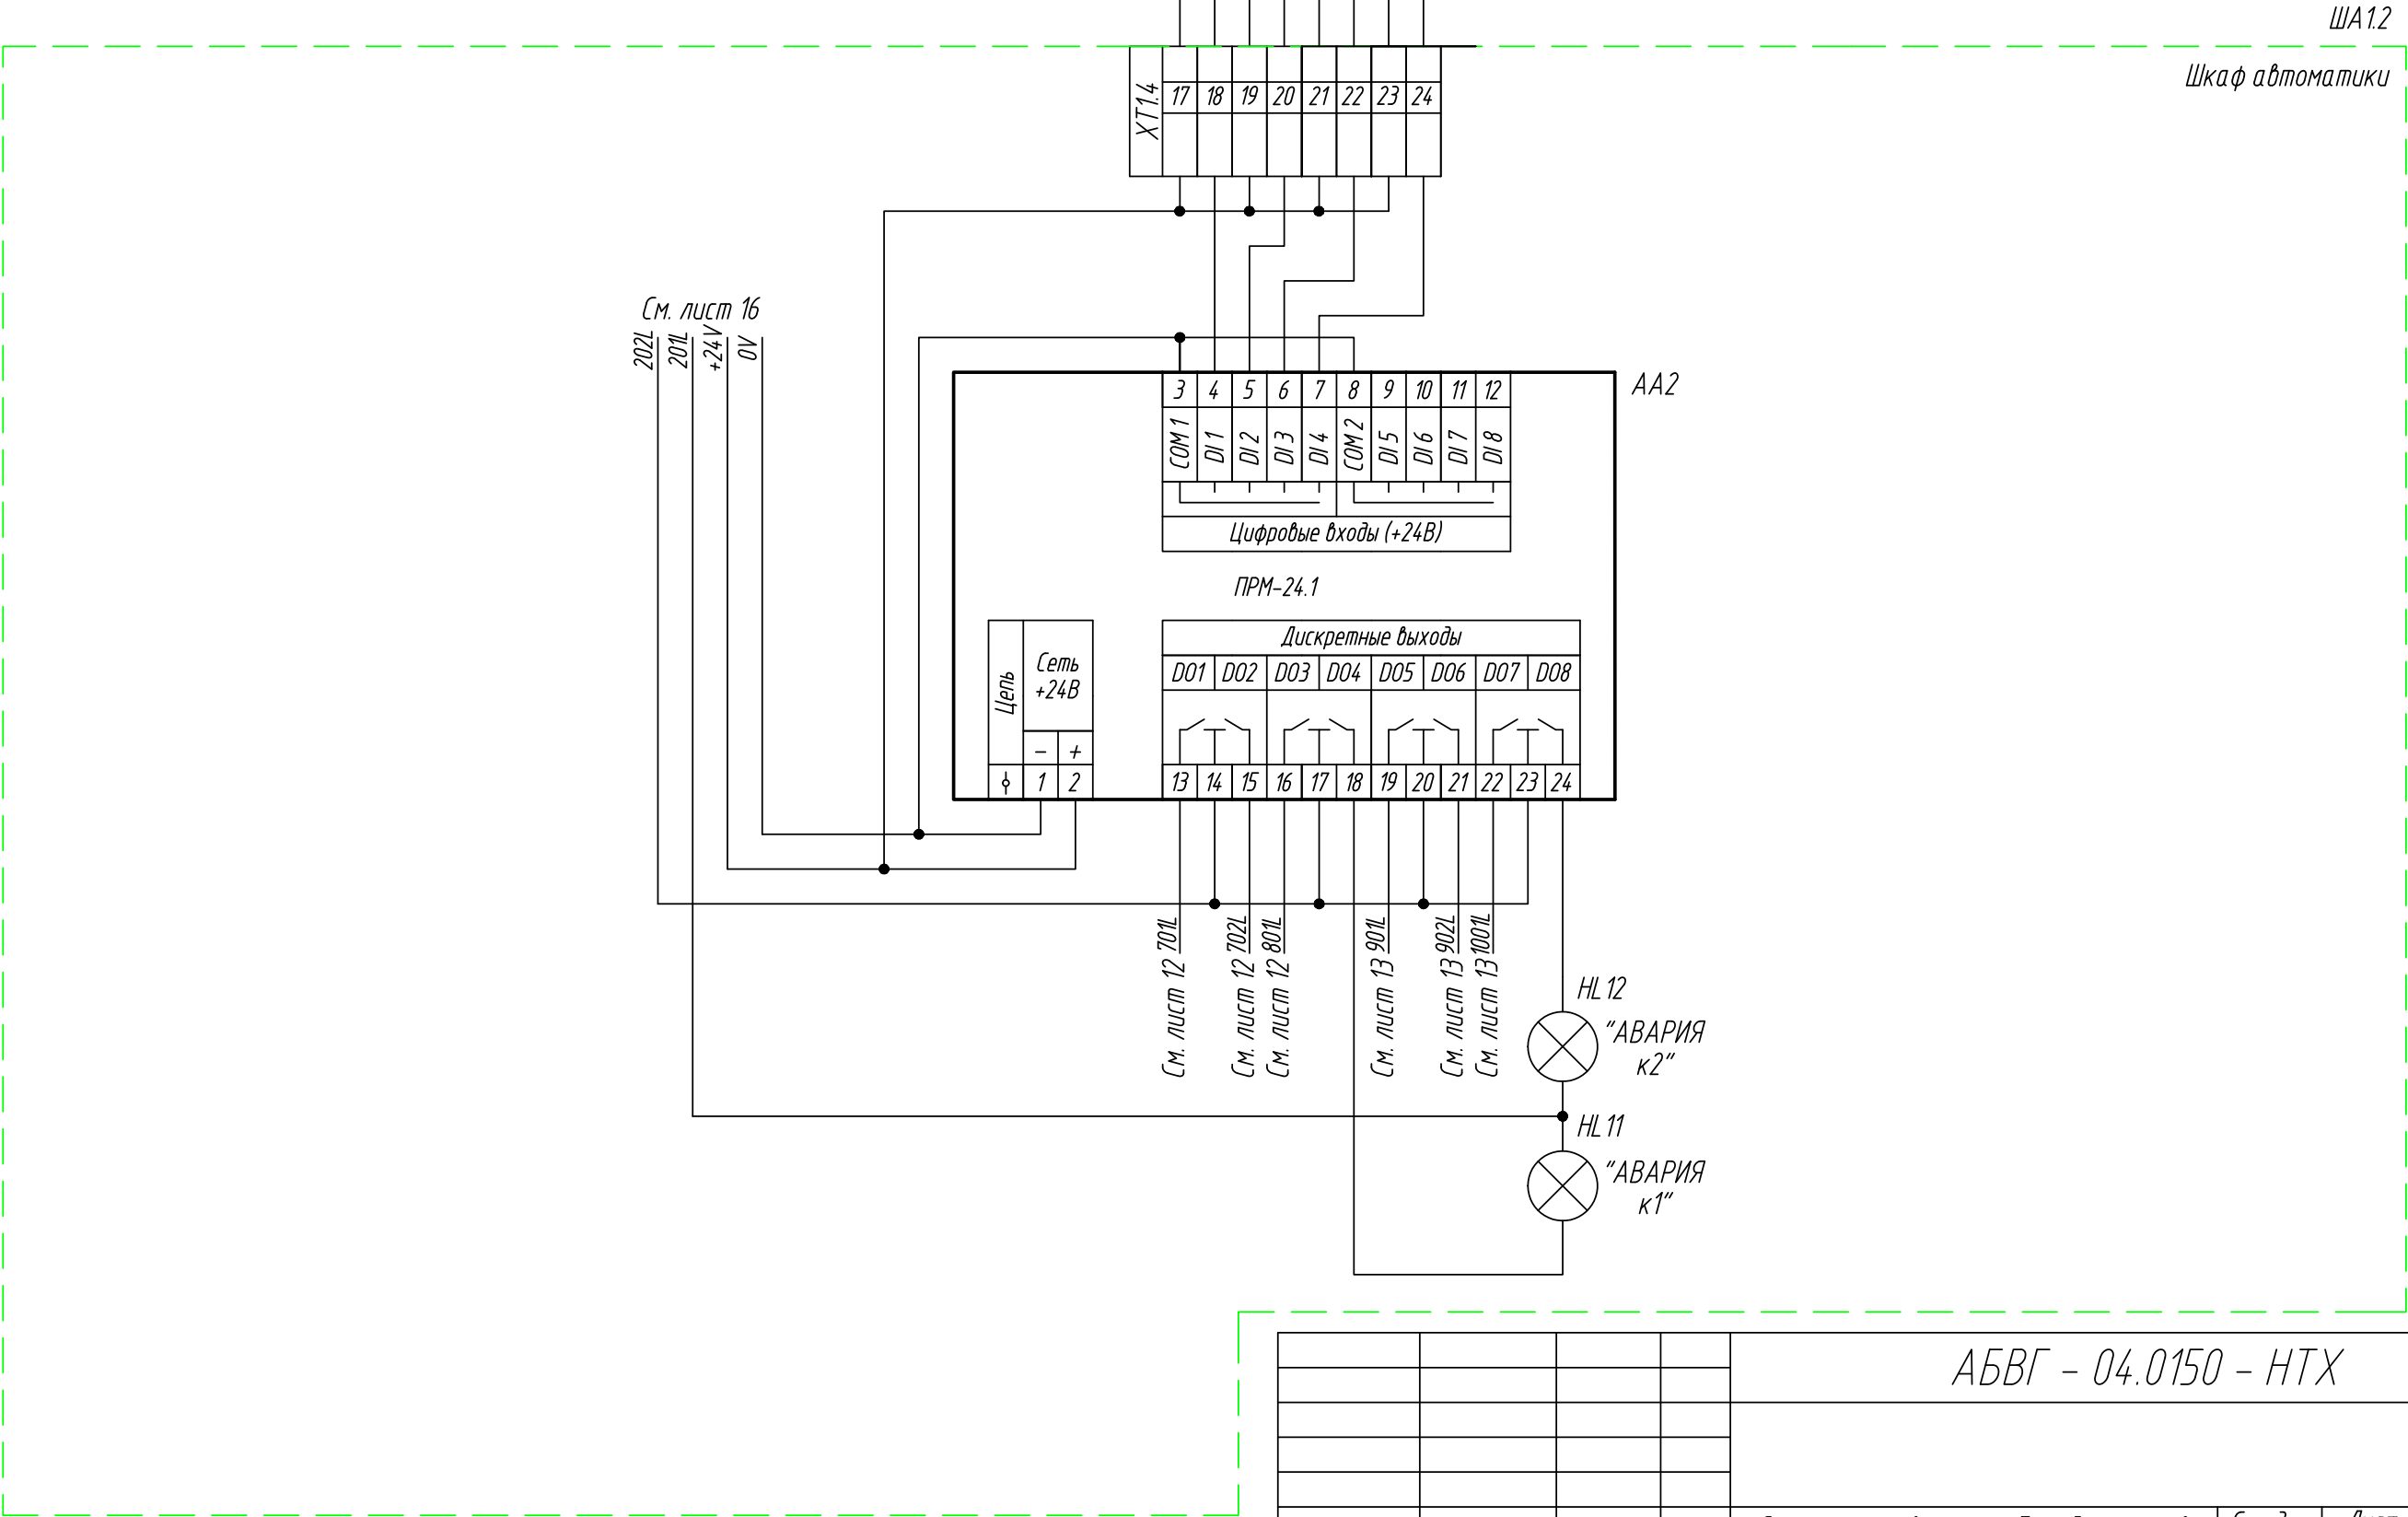 ША1.2
Шкаф автоматики
XT1.4
17 18 19 20 21 22 23 24
См. лист 16
202L
201L
+24V
0V
AA2
3 4 5 6 7 8 9 10 11 12
COM 1
DI 1
DI 2
DI 3
DI 4
COM 2
DI 5
DI 6
DI 7
DI 8
Цифровые входы (+24В)
ПРМ-24.1
Цепь
Сеть
+24В
- +
1 2
Дискретные выходы
DO1 DO2 DO3 DO4 DO5 DO6 DO7 DO8
13 14 15 16 17 18 19 20 21 22 23 24
См. лист 12 701L
См. лист 12 702L
См. лист 12 801L
См. лист 13 901L
См. лист 13 902L
См. лист 13 1001L
HL12
"АВАРИЯ
к2"
HL11
"АВАРИЯ
к1"
АБВГ - 04.0150 - НТХ